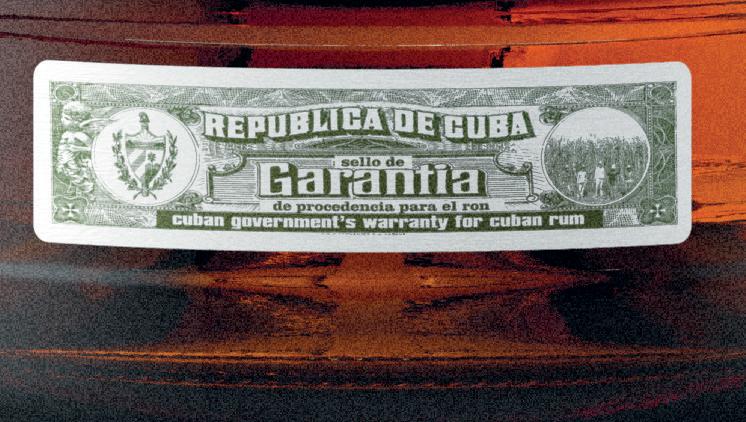 REPUBLICA DE CUBA
sello de
Garantia
de procedencia para el ron
cuban government's warranty for cuban rum